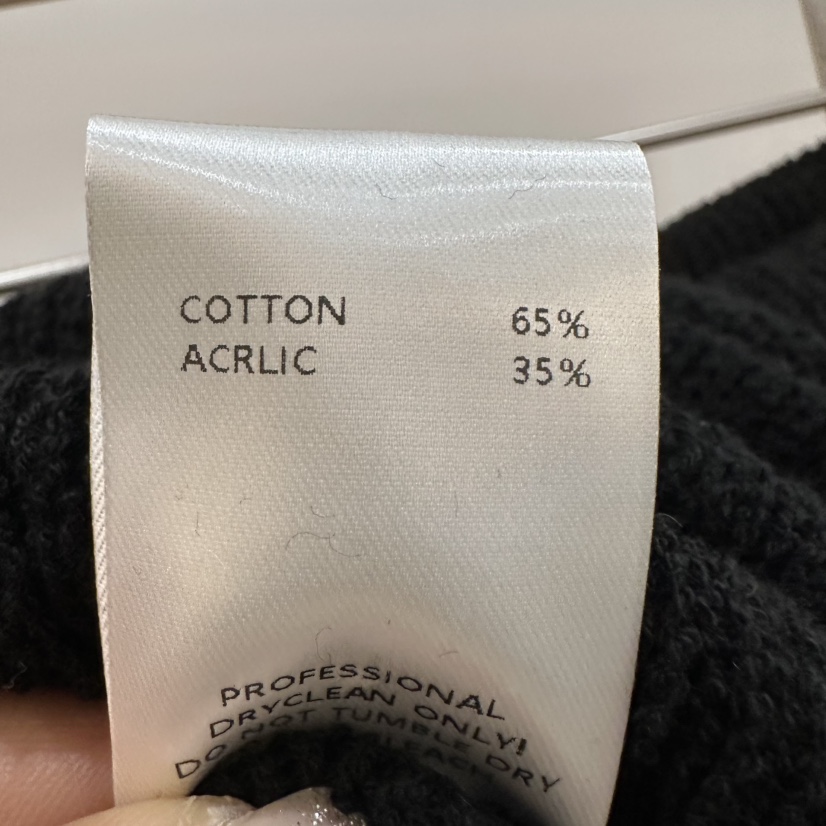 COTTON 65%
ACRLIC 35%
PROFESSIONAL
DRYCLEAN ONLY!
DO NOT TUMBLE DRY